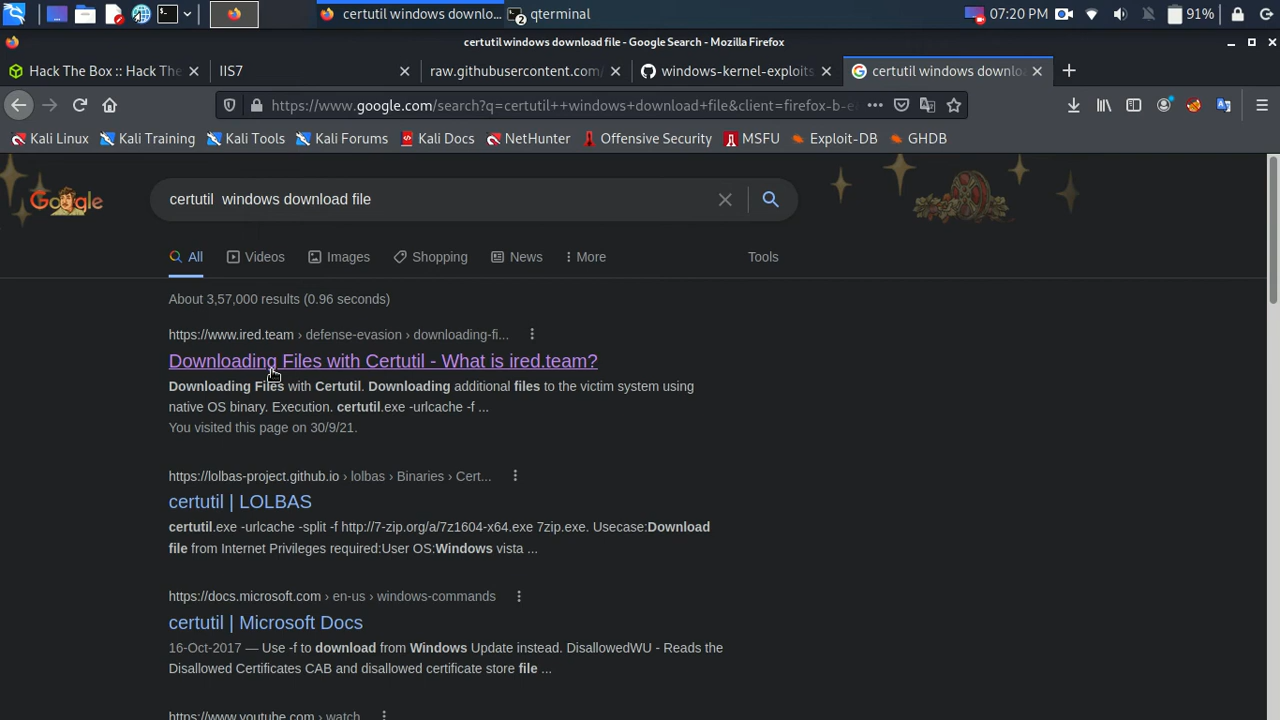 certutil windows downlo...
2
qterminal
07:20 PM
91%
certutil windows download file - Google Search - Mozilla Firefox
Hack The Box :: Hack The
IIS7
raw.githubusercontent.com/
windows-kernel-exploits
certutil windows downlo
https://www.google.com/search?q=certutil++windows+download+file&client=firefox-b-e
Kali Linux
Kali Training
Kali Tools
Kali Forums
Kali Docs
NetHunter
Offensive Security
MSFU
Exploit-DB
GHDB
certutil  windows download file
All
Videos
Images
Shopping
News
More
Tools
About 3,57,000 results (0.96 seconds)
https://www.ired.team › defense-evasion › downloading-fi...
Downloading Files with Certutil - What is ired.team?
Downloading Files with Certutil. Downloading additional files to the victim system using
native OS binary. Execution. certutil.exe -urlcache -f ...
You visited this page on 30/9/21.
https://lolbas-project.github.io › lolbas › Binaries › Cert...
certutil | LOLBAS
certutil.exe -urlcache -split -f http://7-zip.org/a/7z1604-x64.exe 7zip.exe. Usecase:Download
file from Internet Privileges required:User OS:Windows vista ...
https://docs.microsoft.com › en-us › windows-commands
certutil | Microsoft Docs
16-Oct-2017 — Use -f to download from Windows Update instead. DisallowedWU - Reads the
Disallowed Certificates CAB and disallowed certificate store file ...
https://www.youtube.com › watch